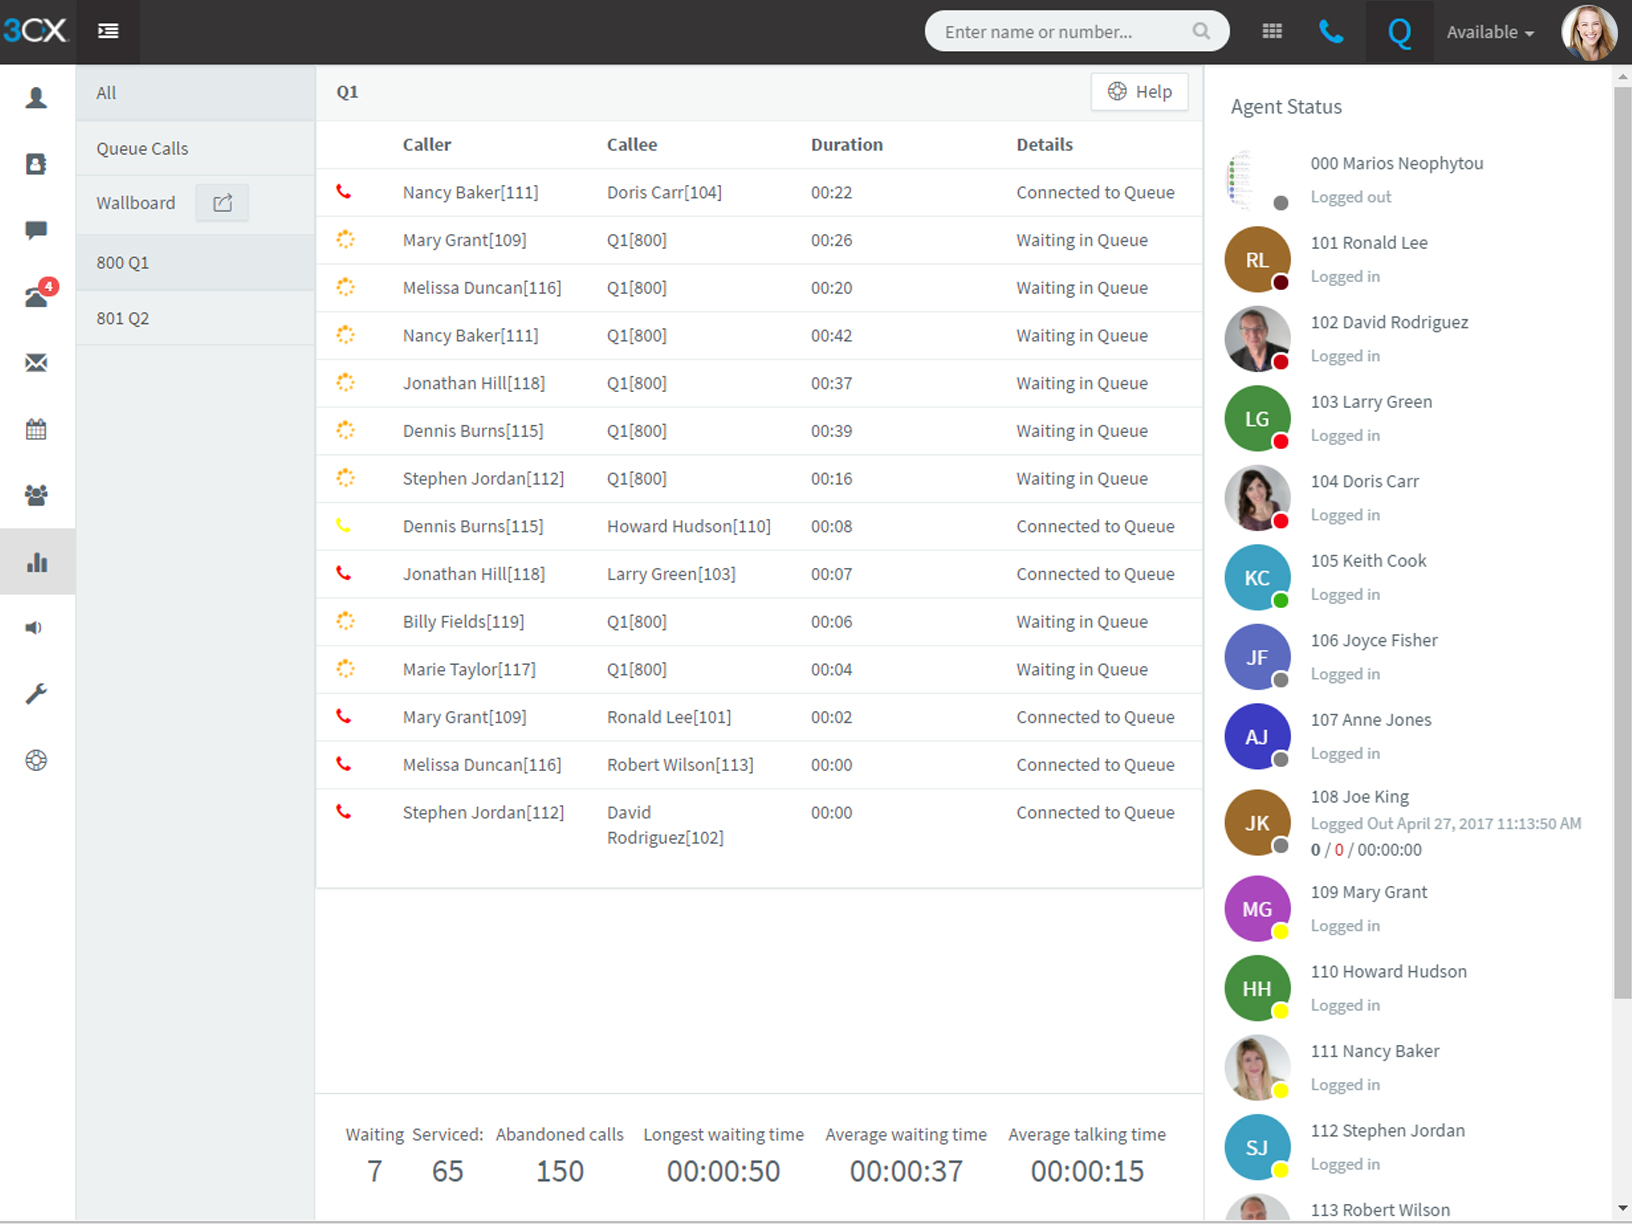 3CX
Enter name or number...
Q
Available
4
All
Queue Calls
Wallboard
800 Q1
801 Q2
Q1
Help
Caller Callee Duration Details
Nancy Baker[111] Doris Carr[104] 00:22 Connected to Queue
Mary Grant[109] Q1[800] 00:26 Waiting in Queue
Melissa Duncan[116] Q1[800] 00:20 Waiting in Queue
Nancy Baker[111] Q1[800] 00:42 Waiting in Queue
Jonathan Hill[118] Q1[800] 00:37 Waiting in Queue
Dennis Burns[115] Q1[800] 00:39 Waiting in Queue
Stephen Jordan[112] Q1[800] 00:16 Waiting in Queue
Dennis Burns[115] Howard Hudson[110] 00:08 Connected to Queue
Jonathan Hill[118] Larry Green[103] 00:07 Connected to Queue
Billy Fields[119] Q1[800] 00:06 Waiting in Queue
Marie Taylor[117] Q1[800] 00:04 Waiting in Queue
Mary Grant[109] Ronald Lee[101] 00:02 Connected to Queue
Melissa Duncan[116] Robert Wilson[113] 00:00 Connected to Queue
Stephen Jordan[112] David 00:00 Connected to Queue
Rodriguez[102]
Waiting Serviced: Abandoned calls Longest waiting time Average waiting time Average talking time
7 65 150 00:00:50 00:00:37 00:00:15
Agent Status
000 Marios Neophytou
Logged out
RL
101 Ronald Lee
Logged in
102 David Rodriguez
Logged in
LG
103 Larry Green
Logged in
104 Doris Carr
Logged in
KC
105 Keith Cook
Logged in
JF
106 Joyce Fisher
Logged in
AJ
107 Anne Jones
Logged in
JK
108 Joe King
Logged Out April 27, 2017 11:13:50 AM
0 / 0 / 00:00:00
MG
109 Mary Grant
Logged in
HH
110 Howard Hudson
Logged in
111 Nancy Baker
Logged in
SJ
112 Stephen Jordan
Logged in
113 Robert Wilson